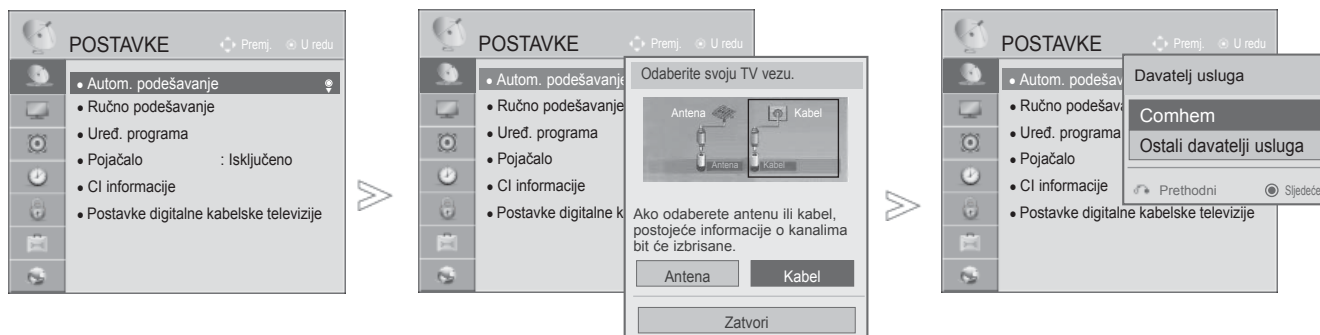 POSTAVKE Premj. U redu
• Autom. podešavanje
• Ručno podešavanje
• Uređ. programa
• Pojačalo : Isključeno
• CI informacije
• Postavke digitalne kabelske televizije
POSTAVKE Premj. U redu
• Autom. podešavanje
• Ručno podešavanje
• Uređ. programa
• Pojačalo
• CI informacije
• Postavke digitalne k
Odaberite svoju TV vezu.
Antena Kabel
Antena Kabel
Ako odaberete antenu ili kabel,
postojeće informacije o kanalima
bit će izbrisane.
Antena Kabel
Zatvori
POSTAVKE Premj. U redu
• Autom. podešav
• Ručno podešava
• Uređ. programa
• Pojačalo
• CI informacije
• Postavke digitalne kabelske televizije
Davatelj usluga
Comhem
Ostali davatelji usluga
Prethodni Sljedeće